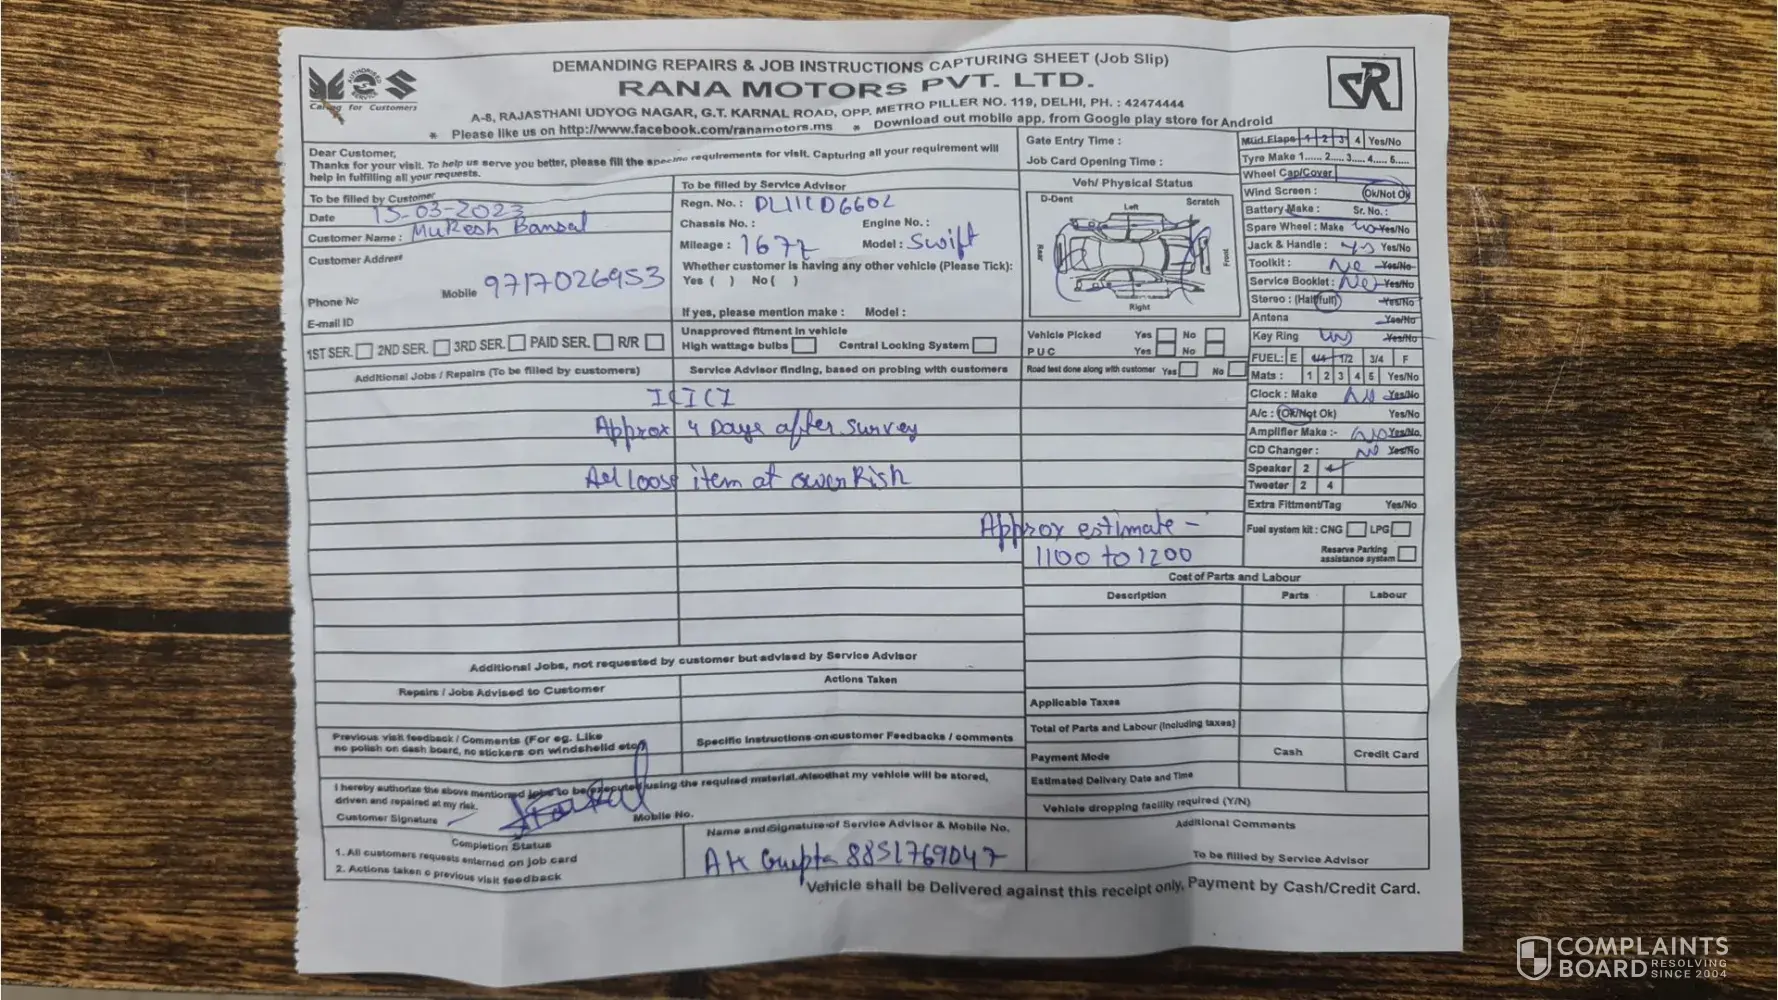 DEMANDING REPAIRS & JOB INSTRUCTIONS CAPTURING SHEET (Job Slip)
RANA MOTORS PVT. LTD.
A-8, RAJASTHANI UDYOG NAGAR, G.T. KARNAL ROAD, OPP. METRO PILLER NO. 119, DELHI, PH. : 42474444
* Please like us on http://www.facebook.com/ranamotors.ms * Download out mobile app. from Google play store for Android
AUTHORISED SERVICE
Caring for Customers
SR
Dear Customer,
Thanks for your visit. To help us serve you better, please fill the specific requirements for visit. Capturing all your requirement will
help in fulfilling all your requests.
To be filled by Customer
Date 15-03-2023
Customer Name : Mukesh Bansal
Customer Address
Mobile 9717026953
Phone No
E-mail ID
1ST SER. 2ND SER. 3RD SER. PAID SER. R/R
To be filled by Service Advisor
Regn. No. : DL11CD6602
Chassis No. : Engine No. :
Mileage : 1677 Model : Swift
Whether customer is having any other vehicle (Please Tick):
Yes ( ) No ( )
If yes, please mention make : Model :
Unapproved fitment in vehicle
High wattage bulbs Central Locking System
Gate Entry Time :
Job Card Opening Time :
Veh/ Physical Status
D-Dent Left Scratch
Rear Front
Right
Vehicle Picked Yes No
P U C Yes No
Road test done along with customer Yes No
Mud Flaps 1 2 3 4 Yes/No
Tyre Make 1...... 2...... 3...... 4...... 5......
Wheel Cap/Cover
Wind Screen : Ok/Not Ok
Battery Make : Sr. No. :
Spare Wheel : Make Yes/No
Jack & Handle : Yes Yes/No
Toolkit : No Yes/No
Service Booklet : No Yes/No
Stereo : (Half/full) Yes/No
Antena Yes/No
Key Ring Yes/No
FUEL: E 1/4 1/2 3/4 F
Mats : 1 2 3 4 5 Yes/No
Clock : Make No Yes/No
A/c : (Ok/Not Ok) Yes/No
Amplifier Make :- No Yes/No
CD Changer : No Yes/No
Speaker 2 4
Tweeter 2 4
Extra Fittment/Tag Yes/No
Fuel system kit : CNG LPG
Reserve Parking
assistance system
Additional Jobs / Repairs (To be filled by customers)
Service Advisor finding, based on probing with customers
ICICI
Approx 4 Days after survey
All loose item at owner Rish
Approx estimate -
1100 to 1200
Cost of Parts and Labour
Description Parts Labour
Applicable Taxes
Total of Parts and Labour (Including taxes)
Payment Mode Cash Credit Card
Estimated Delivery Date and Time
Vehicle dropping facility required (Y/N)
Additional Comments
To be filled by Service Advisor
Additional Jobs, not requested by customer but advised by Service Advisor
Repairs / Jobs Advised to Customer Actions Taken
Previous visit feedback / Comments (For eg. Like
no polish on dash board, no stickers on windshelid etc)
Specific Instructions on customer Feedbacks / comments
I hereby authorize the above mentioned jobs to be executed using the required material. Also that my vehicle will be stored,
driven and repaired at my risk.
Customer Signature Mobile No.
Completion Status
1. All customers requests enterned on job card
2. Actions taken o previous visit feedback
Name and Signature of Service Advisor & Mobile No.
AK Gupta 8851769047
Vehicle shall be Delivered against this receipt only, Payment by Cash/Credit Card.
COMPLAINTS
BOARD RESOLVING
SINCE 2004